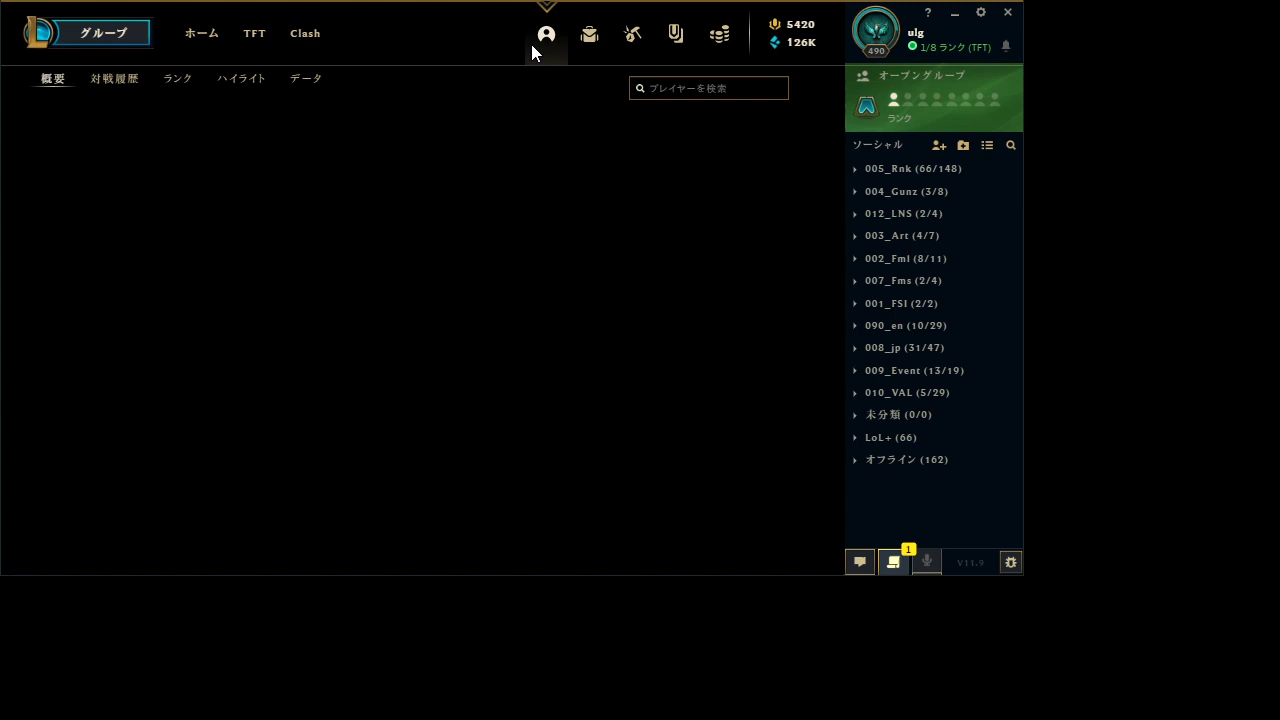 グループ
ホーム
TFT
Clash
5420
126K
490
?
ulg
1/8 ランク (TFT)
概要
対戦履歴
ランク
ハイライト
データ
プレイヤーを検索
オープングループ
ランク
ソーシャル
005_Rnk (66/148)
004_Gunz (3/8)
012_LNS (2/4)
003_Art (4/7)
002_Fml (8/11)
007_Fms (2/4)
001_FSI (2/2)
090_en (10/29)
008_jp (31/47)
009_Event (13/19)
010_VAL (5/29)
未分類 (0/0)
LoL+ (66)
オフライン (162)
1
V11.9